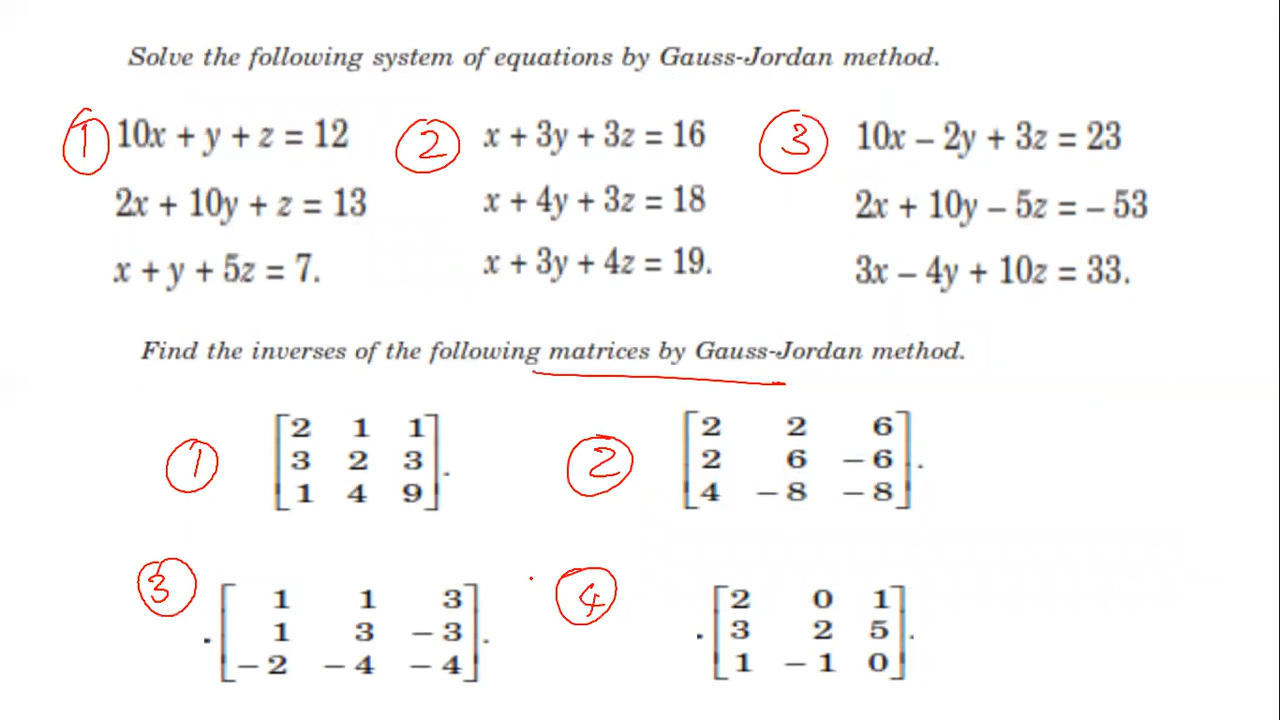 Solve the following system of equations by Gauss-Jordan method.
① 10x + y + z = 12 ② x + 3y + 3z = 16 ③ 10x – 2y + 3z = 23
2x + 10y + z = 13 x + 4y + 3z = 18 2x + 10y – 5z = – 53
x + y + 5z = 7. x + 3y + 4z = 19. 3x – 4y + 10z = 33.
Find the inverses of the following matrices by Gauss-Jordan method.
2 1 1 2 2 6
① 3 2 3 . ② 2 6 – 6 .
1 4 9 4 – 8 – 8
③ 1 1 3 ④ 2 0 1
. 1 3 – 3 . . 3 2 5 .
– 2 – 4 – 4 1 – 1 0